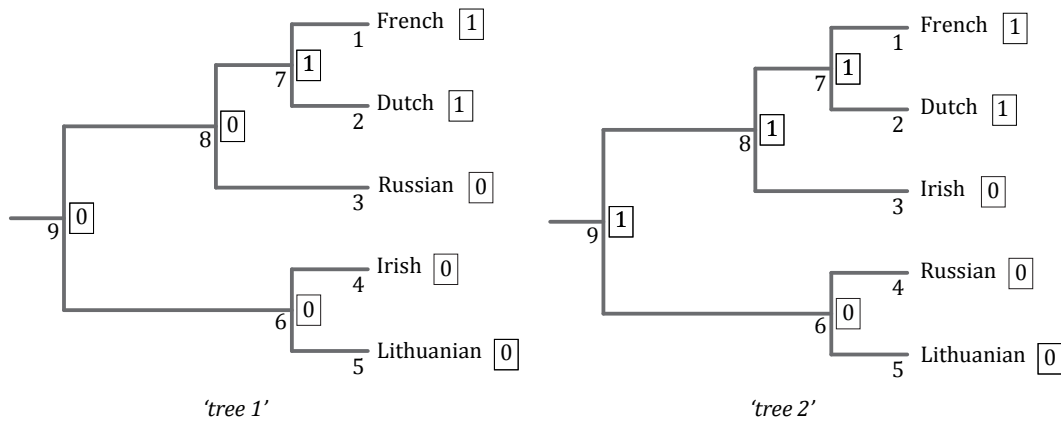 French 1
1
1
7
Dutch 1
2
0
8
Russian 0
3
0
9
Irish 0
4
0
6
Lithuanian 0
5
'tree 1'
French 1
1
1
7
Dutch 1
2
1
8
Irish 0
3
1
9
Russian 0
4
0
6
Lithuanian 0
5
'tree 2'